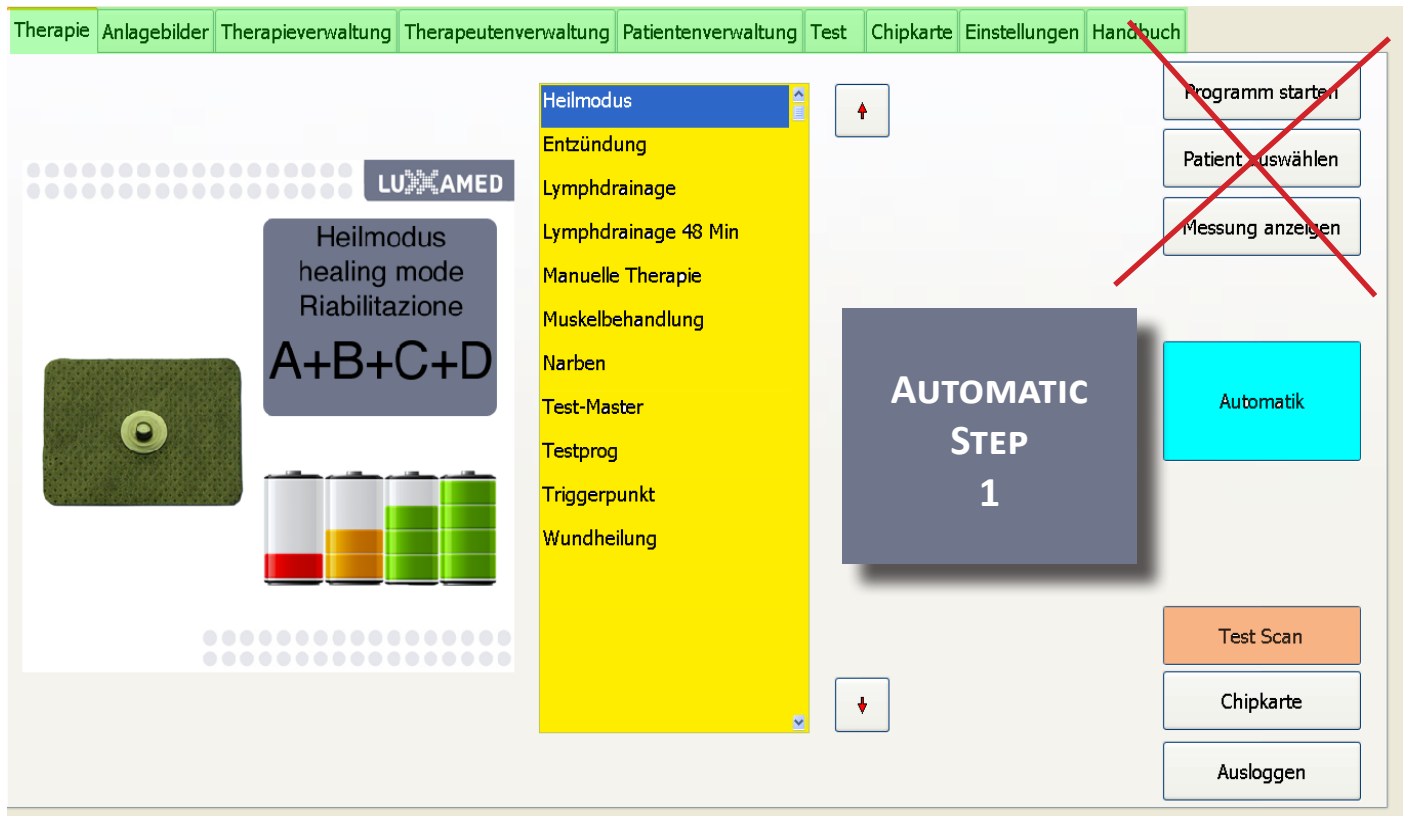 Therapie Anlagebilder Therapieverwaltung Therapeutenverwaltung Patientenverwaltung Test Chipkarte Einstellungen Handbuch
LUXXAMED
Heilmodus
healing mode
Riabilitazione
A+B+C+D
Heilmodus
Entzündung
Lymphdrainage
Lymphdrainage 48 Min
Manuelle Therapie
Muskelbehandlung
Narben
Test-Master
Testprog
Triggerpunkt
Wundheilung
AUTOMATIC
STEP
1
Programm starten
Patient auswählen
Messung anzeigen
Automatik
Test Scan
Chipkarte
Ausloggen